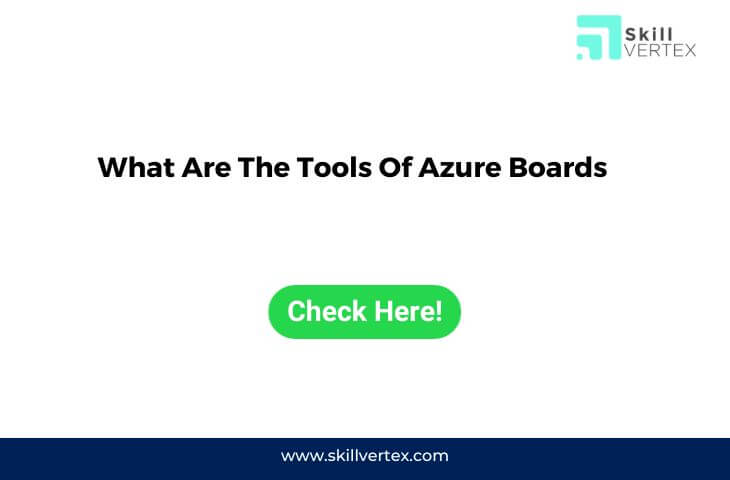 Skill
VERTEX
What Are The Tools Of Azure Boards
Check Here!
www.skillvertex.com